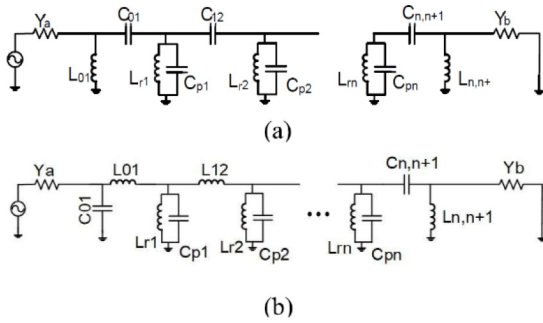 Ya C01 C12 Cn,n+1 Yb
L01 Lr1 Cp1 Lr2 Cp2 Lrn Cpn Ln,n+
(a)
Ya L01 L12 Cn,n+1 Yb
C01 Lr1 Cp1 Lr2 Cp2 ••• Lrn Cpn Ln,n+1
(b)